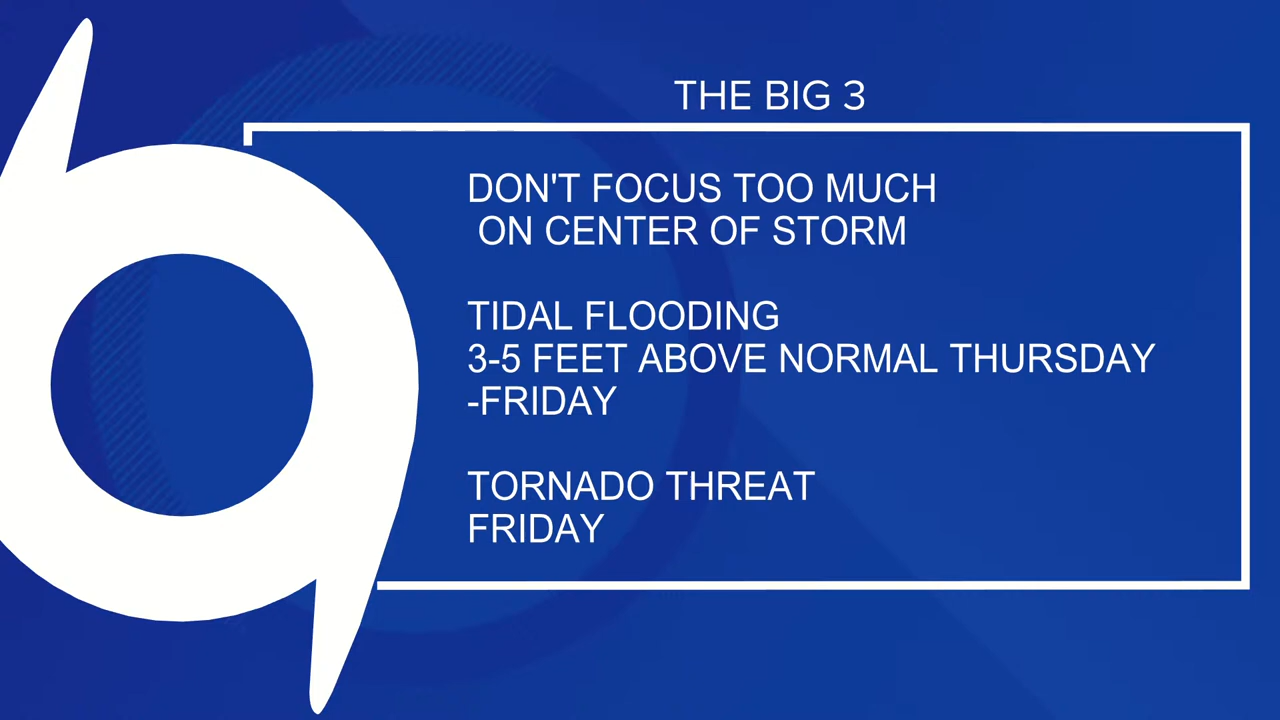 THE BIG 3
DON'T FOCUS TOO MUCH
ON CENTER OF STORM
TIDAL FLOODING
3-5 FEET ABOVE NORMAL THURSDAY
-FRIDAY
TORNADO THREAT
FRIDAY